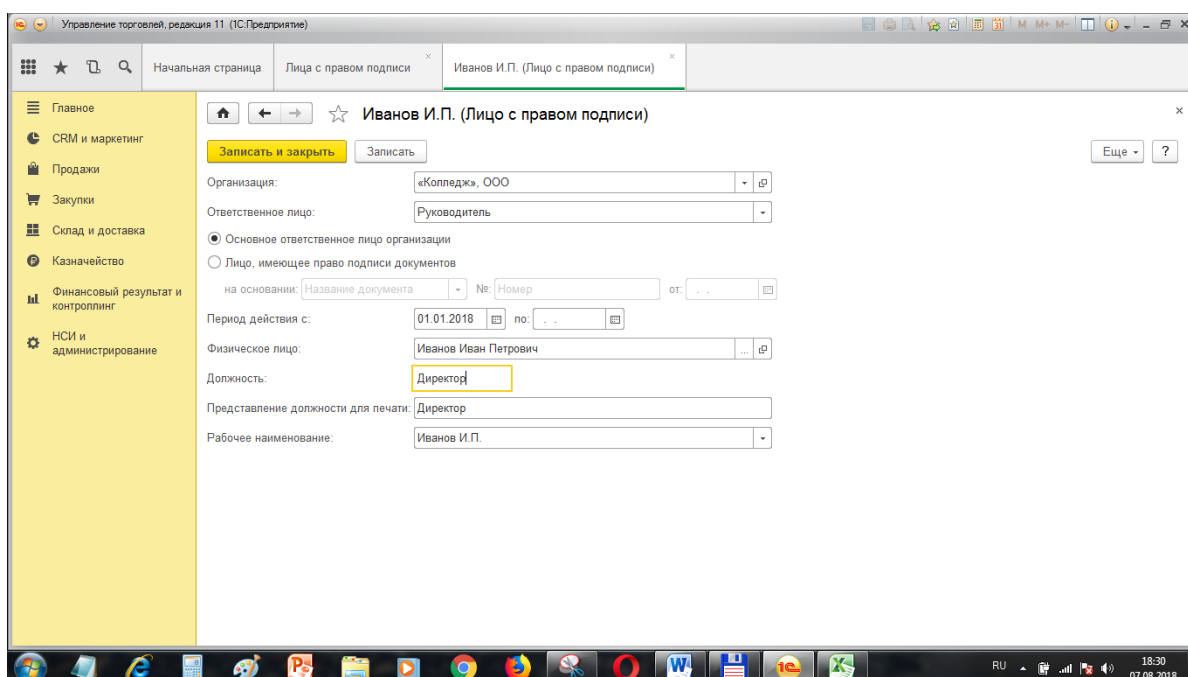 Управление торговлей, редакция 11 (1С:Предприятие)
M M+ M-
Начальная страница
Лица с правом подписи
Иванов И.П. (Лицо с правом подписи)
Главное
CRM и маркетинг
Продажи
Закупки
Склад и доставка
Казначейство
Финансовый результат и
контроллинг
НСИ и
администрирование
Иванов И.П. (Лицо с правом подписи)
Записать и закрыть Записать Еще ?
Организация: «Колледж», ООО
Ответственное лицо: Руководитель
Основное ответственное лицо организации
Лицо, имеющее право подписи документов
на основании: Название документа №: Номер от: . .
Период действия с: 01.01.2018 по: . .
Физическое лицо: Иванов Иван Петрович ...
Должность: Директор
Представление должности для печати: Директор
Рабочее наименование: Иванов И.П.
RU
18:30
07.08.2018